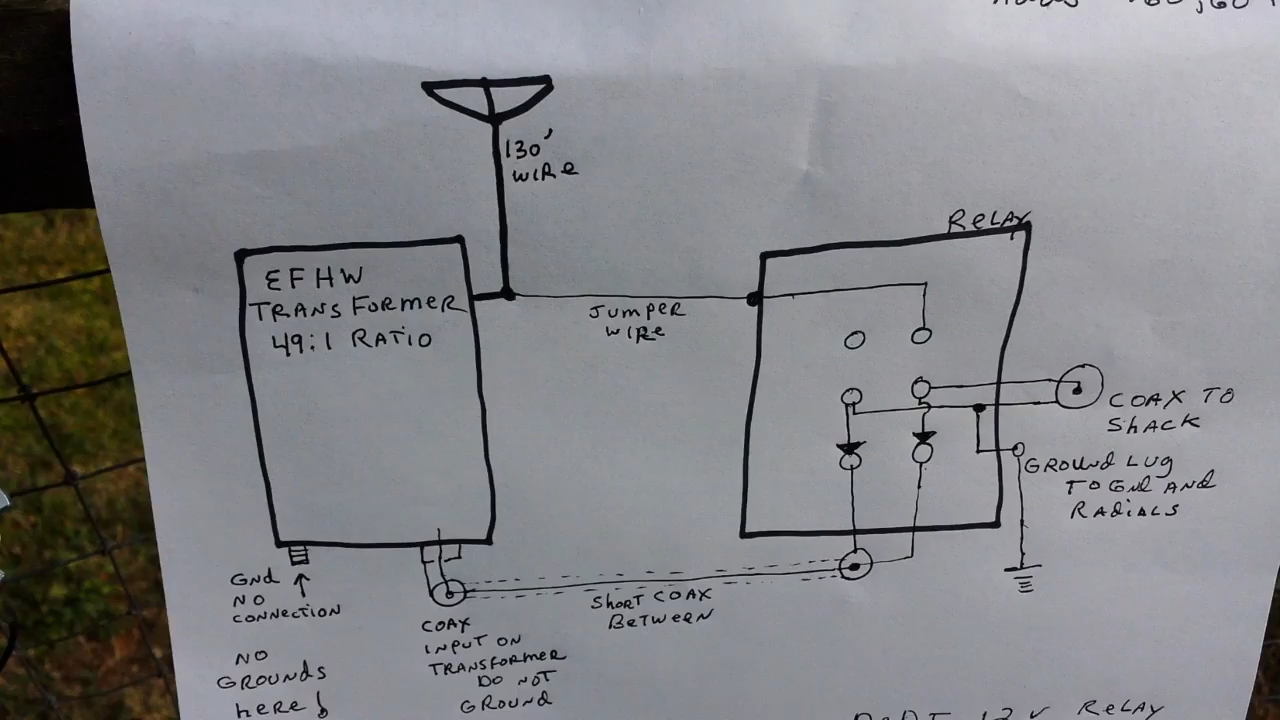 130'
WIRE
Relay
EFHW
TRANSFORMER
49:1 RATIO
Jumper
WIRe
COAX TO
ShACK
GROUND LUG
TO Gnd AND
RADIALS
Gnd
NO
CONNECTION
NO
GROUNDS
here!
COAX
INPUT ON
TRANSFORMER
DO NOT
GROUND
ShORT COAX
BeTWEEN
12v RELAY